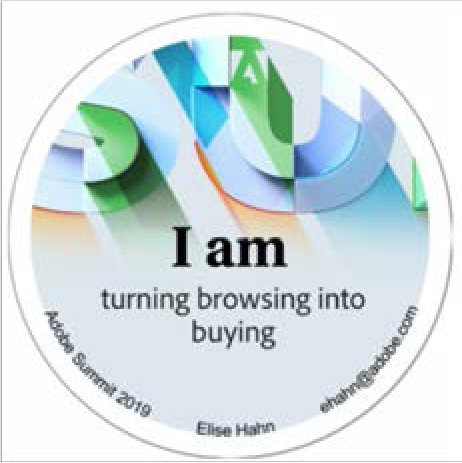 I am
turning browsing into
buying
Adobe Summit 2019
Elise Hahn
ehahn@adobe.com